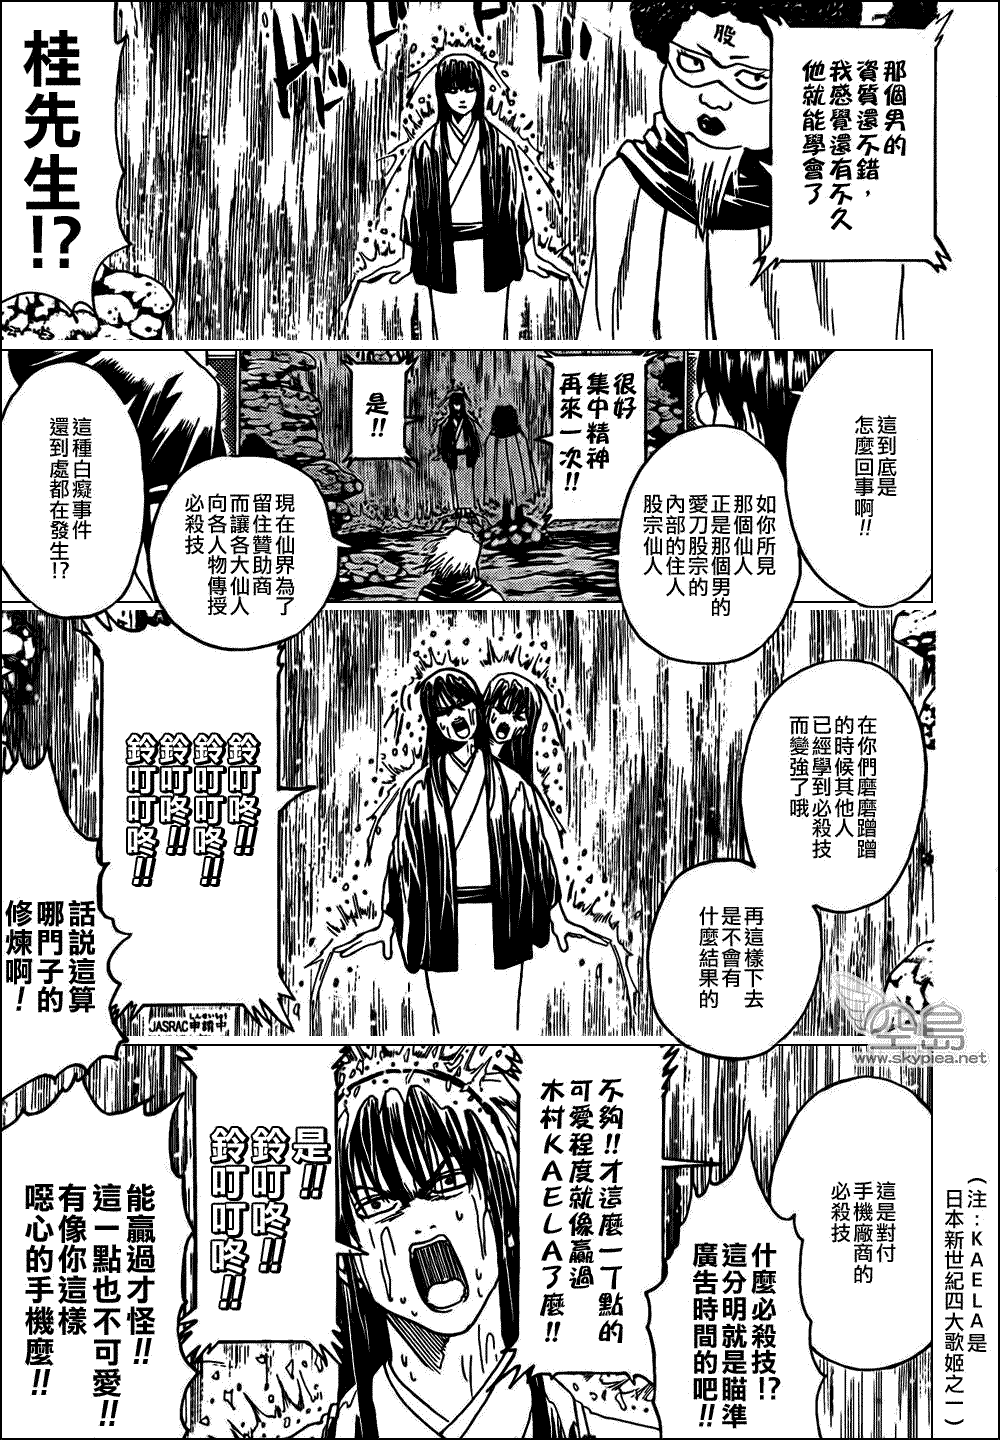 那個男的
資質還不錯，
我感覺還有不久
他就能學會了
股
桂先生!?
這到底是
怎麼回事啊!!
如你所見
那個仙人
正是那個男的
愛刀股宗的
內部的住人
股宗仙人
很好
集中精神
再來一次!!
是!!
現在仙界為了
留住贊助商
而讓各大仙人
向各人物傳授
必殺技
這種白癡事件
還到處都在發生!?
在你們磨磨蹭蹭
的時候其他人
已經學到必殺技
而變強了哦
再這樣下去
是不會有
什麼結果的
鈴叮咚!!
鈴叮叮咚!!
鈴叮咚!!
鈴叮叮咚!!
話說這算
哪門子的
修煉啊！
JASRAC申請中
しんせいちゅう
空島
www.skypiea.net
這是對付
手機廠商的
必殺技
什麼必殺技!?
這分明就是瞄準
廣告時間的吧!!
不夠!!才這麼一丁點的
可愛程度就像贏過
木村KAELA了麼!!
是!!
鈴叮咚!!
鈴叮叮咚!!
能贏過才怪!!
這一點也不可愛!!
有像你這樣
噁心的手機麼!!
(注：KAELA是
日本新世紀四大歌姬之一)